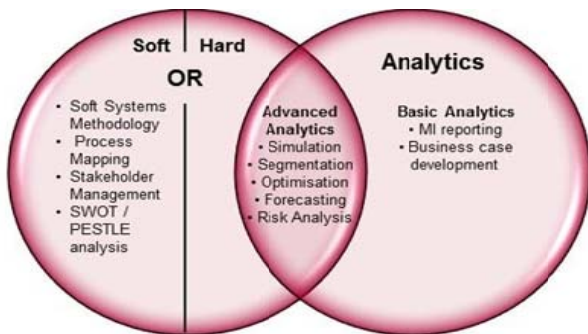 Soft Hard
OR
• Soft Systems
Methodology
• Process
Mapping
• Stakeholder
Management
• SWOT /
PESTLE
analysis
Advanced
Analytics
• Simulation
• Segmentation
• Optimisation
• Forecasting
• Risk Analysis
Analytics
Basic Analytics
• MI reporting
• Business case
development